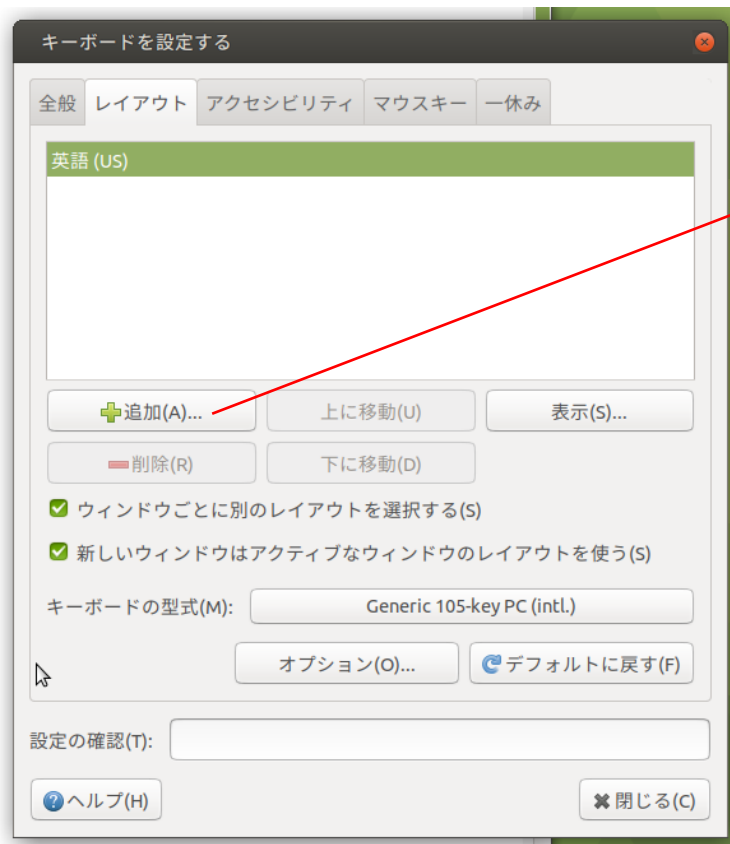 キーボードを設定する
全般 レイアウト アクセシビリティ マウスキー 一休み
英語 (US)
追加(A)... 上に移動(U) 表示(S)...
削除(R) 下に移動(D)
ウィンドウごとに別のレイアウトを選択する(S)
新しいウィンドウはアクティブなウィンドウのレイアウトを使う(S)
キーボードの型式(M): Generic 105-key PC (intl.)
オプション(O)... デフォルトに戻す(F)
設定の確認(T):
ヘルプ(H) 閉じる(C)